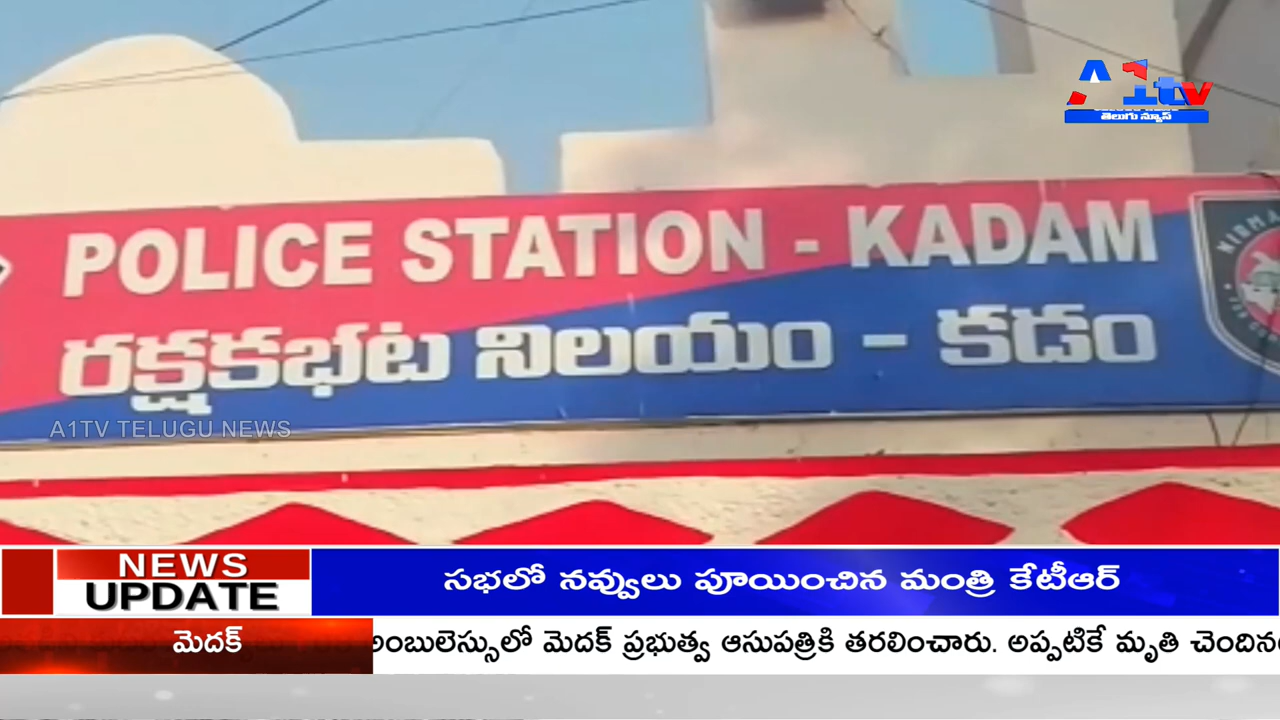 A1tv
తెలుగు న్యూస్
POLICE STATION - KADAM
రక్షకభట నిలయం - కడం
A1TV TELUGU NEWS
NEWS UPDATE
సభలో నవ్వులు పూయించిన మంత్రి కేటీఆర్
మెదక్
అంబులెన్సులో మెదక్ ప్రభుత్వ ఆసుపత్రికి తరలించారు. అప్పటికే మృతి